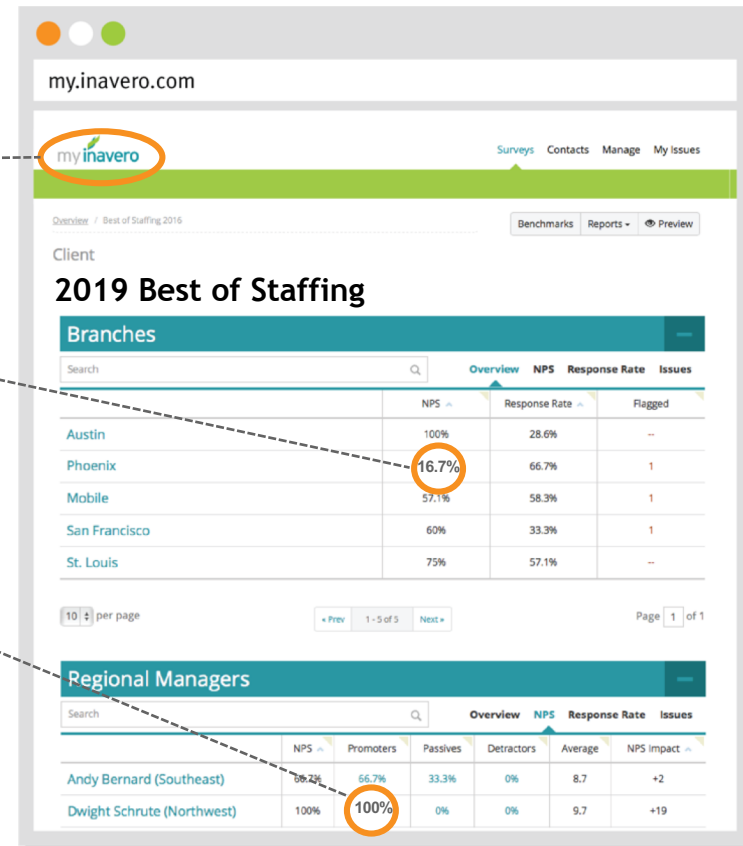 my.inavero.com
my inavero
Surveys Contacts Manage My Issues
Overview / Best of Staffing 2016
Benchmarks Reports Preview
Client
2019 Best of Staffing
Branches
Search Overview NPS Response Rate Issues
NPS Response Rate Flagged
Austin 100% 28.6% --
Phoenix 16.7% 66.7% 1
Mobile 57.1% 58.3% 1
San Francisco 60% 33.3% 1
St. Louis 75% 57.1% --
10 per page « Prev 1 - 5 of 5 Next » Page 1 of 1
Regional Managers
Search Overview NPS Response Rate Issues
NPS Promoters Passives Detractors Average NPS Impact
Andy Bernard (Southeast) 66.7% 66.7% 33.3% 0% 8.7 +2
Dwight Schrute (Northwest) 100% 100% 0% 0% 9.7 +19